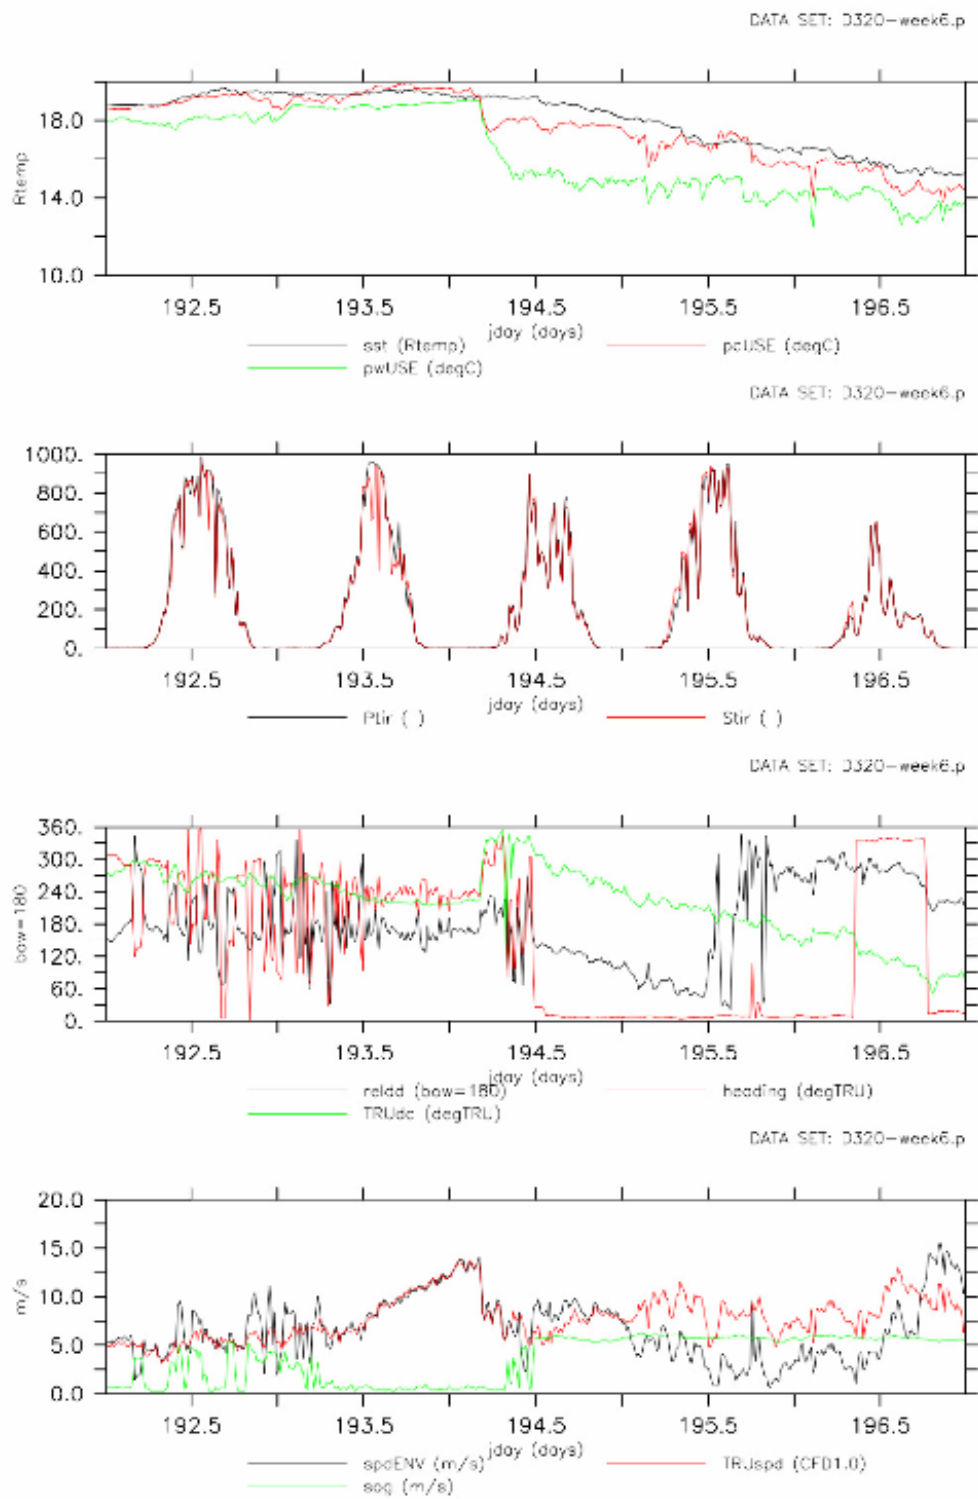 DATA SET: D320-week6.p
18.0
14.0
10.0
Rtemp
192.5 193.5 194.5 195.5 196.5
jday (days)
sst (Rtemp) pcUSE (degC)
pwUSE (degC)
DATA SET: D320-week6.p
1000.
800.
600.
400.
200.
0.
192.5 193.5 194.5 195.5 196.5
jday (days)
Ptir ( ) Stir ( )
DATA SET: D320-week6.p
360.
300.
240.
180.
120.
60.
0.
bow=180
192.5 193.5 194.5 195.5 196.5
jday (days)
reldd (bow=180) heading (degTRU)
TRUdc (degTRU)
DATA SET: D320-week6.p
20.0
15.0
10.0
5.0
0.0
m/s
192.5 193.5 194.5 195.5 196.5
jday (days)
spdENV (m/s) TRUspd (CFD1.0)
sog (m/s)